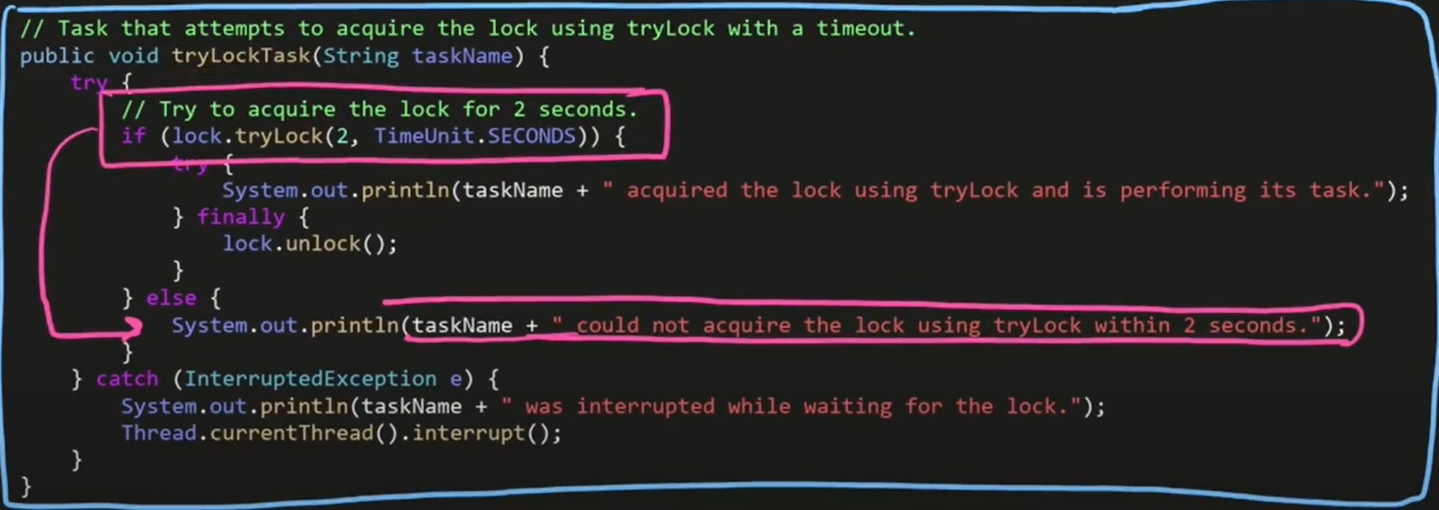 // Task that attempts to acquire the lock using tryLock with a timeout.
public void tryLockTask(String taskName) {
try {
// Try to acquire the lock for 2 seconds.
if (lock.tryLock(2, TimeUnit.SECONDS)) {
try {
System.out.println(taskName + " acquired the lock using tryLock and is performing its task.");
} finally {
lock.unlock();
}
} else {
System.out.println(taskName + " could not acquire the lock using tryLock within 2 seconds.");
}
} catch (InterruptedException e) {
System.out.println(taskName + " was interrupted while waiting for the lock.");
Thread.currentThread().interrupt();
}
}